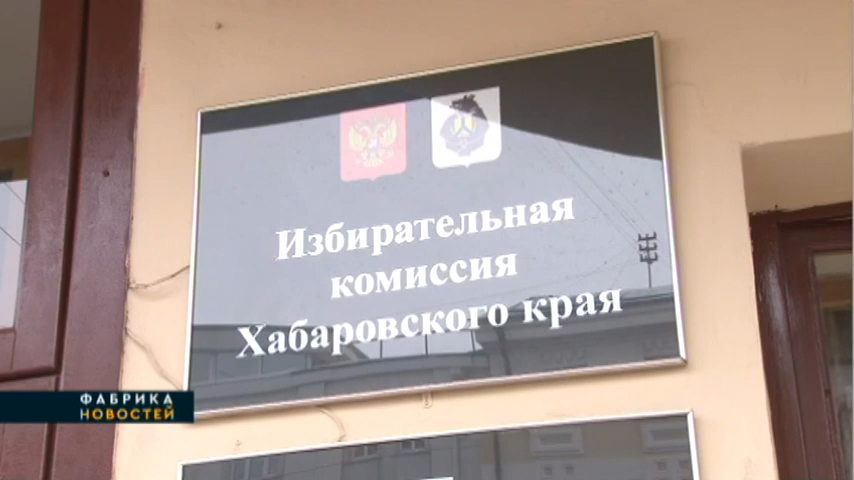 Избирательная
комиссия
Хабаровского края
ФАБРИКА
НОВОСТЕЙ